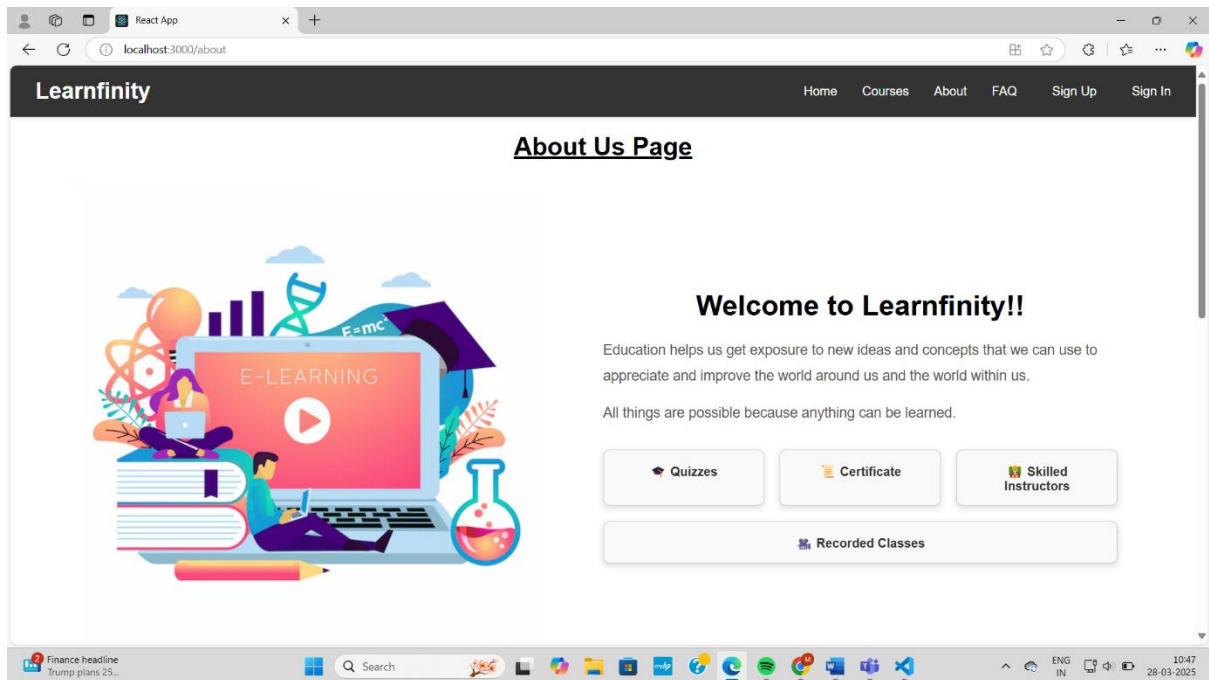 React App
localhost:3000/about
Learnfinity
Home Courses About FAQ Sign Up Sign In
About Us Page
E=mc²
E-LEARNING
Welcome to Learnfinity!!
Education helps us get exposure to new ideas and concepts that we can use to
appreciate and improve the world around us and the world within us.
All things are possible because anything can be learned.
Quizzes
Certificate
Skilled
Instructors
Recorded Classes
2
Finance headline
Trump plans 25...
Search
ENG
IN
10:47
28-03-2025